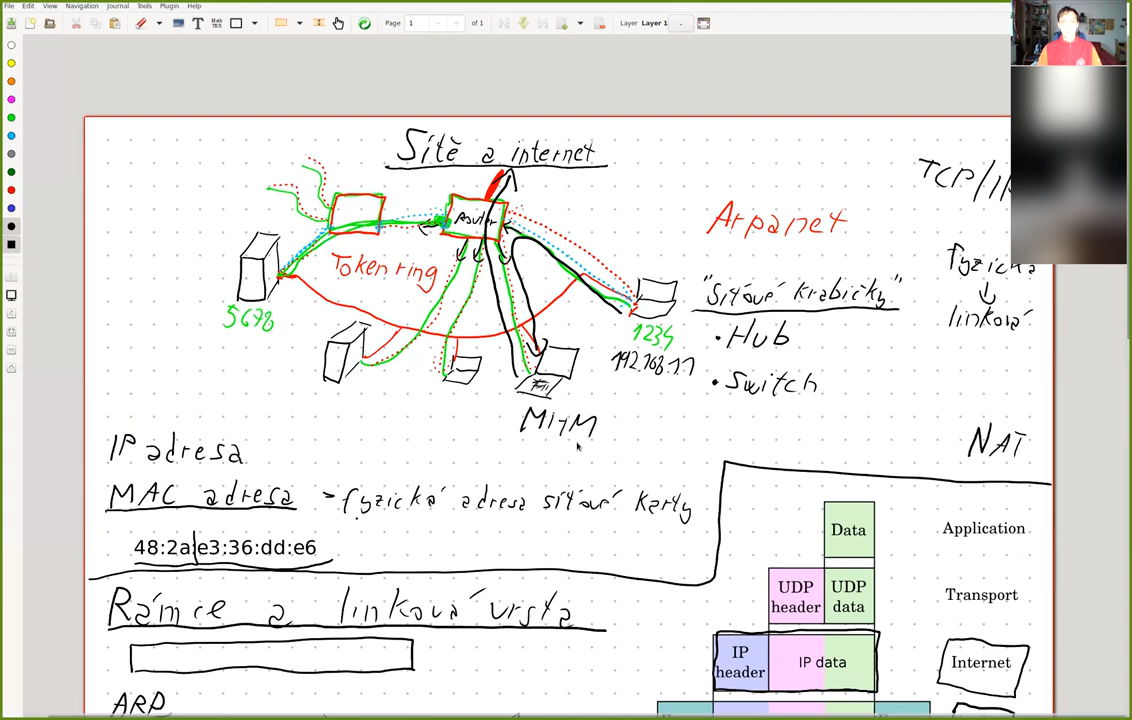 File Edit View Navigation Journal Tools Plugin Help
Page 1 of 1 Layer Layer 1
Sítě a internet
TCP/IP
Router
Arpanet
Token ring
fyzická
"Síťové krabičky"
linková
5678
1234
• Hub
192.168.1.1
• Switch
MITM
IP adresa
NAT
MAC adresa - fyzická adresa síťové karty
48:2a:e3:36:dd:e6
Data Application
Rámce a linková vrsta
UDP header UDP data Transport
IP header IP data Internet
ARP